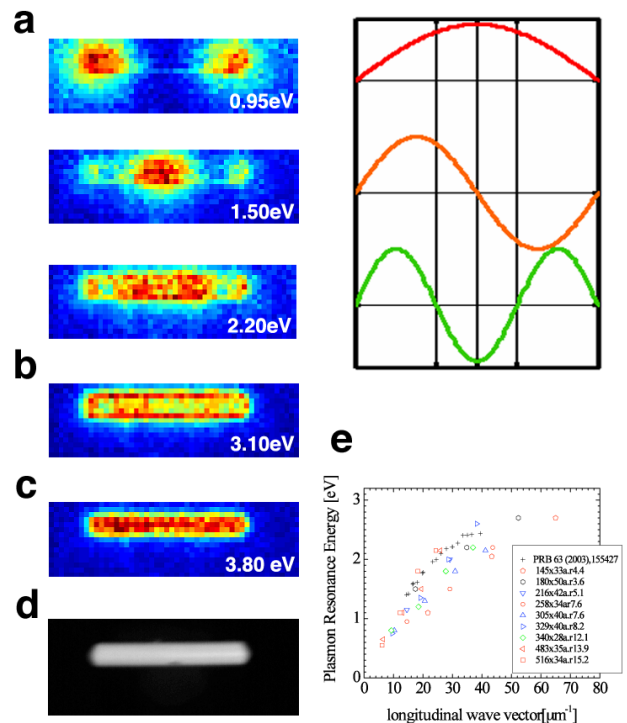 a
0.95eV
1.50eV
2.20eV
b
3.10eV
c
3.80 eV
d
e
Plasmon Resonance Energy [eV]
3
2
1
0
0 10 20 30 40 50 60 70 80
longitudinal wave vector[μm⁻¹]
PRB 63 (2003),155427
145x33a.r4.4
180x50a.r3.6
216x42a.r5.1
258x34ar7.6
305x40a.r7.6
329x40a.r8.2
340x28a.r12.1
483x35a.r13.9
516x34a.r15.2